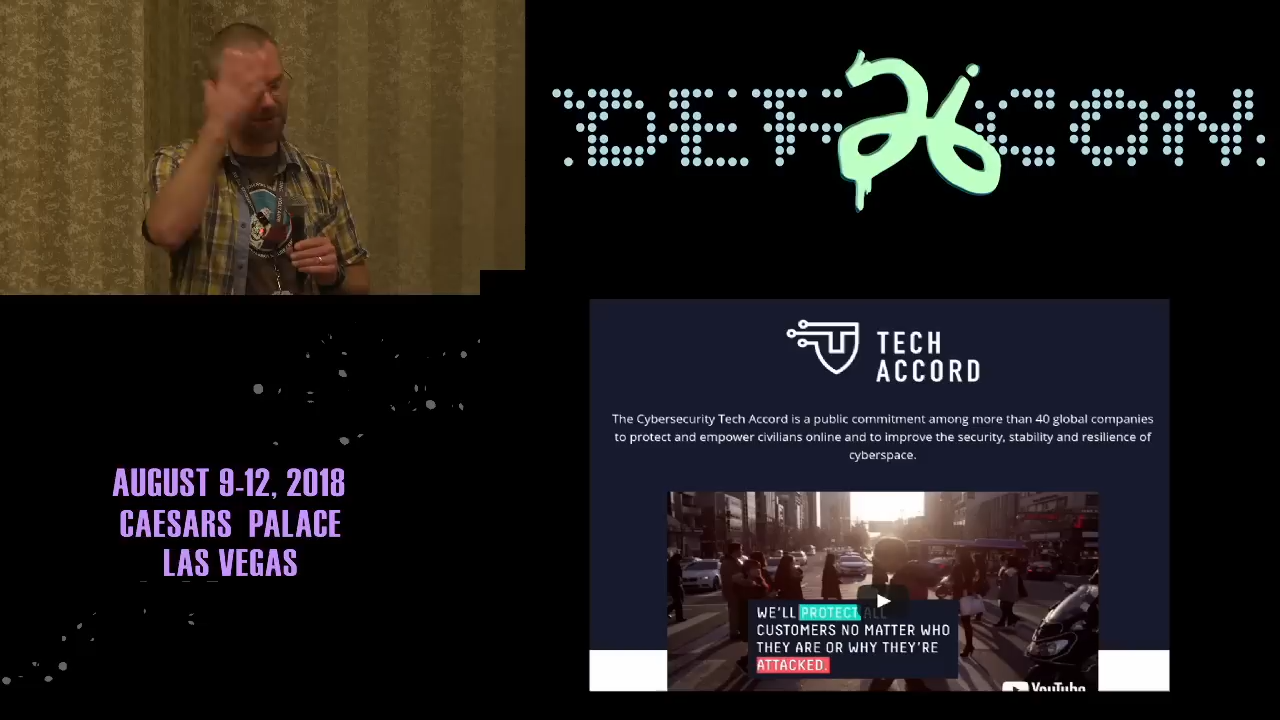 DEF 26 CON
TECH
ACCORD
The Cybersecurity Tech Accord is a public commitment among more than 40 global companies
to protect and empower civilians online and to improve the security, stability and resilience of
cyberspace.
WE'LL PROTECT ALL
CUSTOMERS NO MATTER WHO
THEY ARE OR WHY THEY'RE
ATTACKED.
YouTube
AUGUST 9-12, 2018
CAESARS PALACE
LAS VEGAS